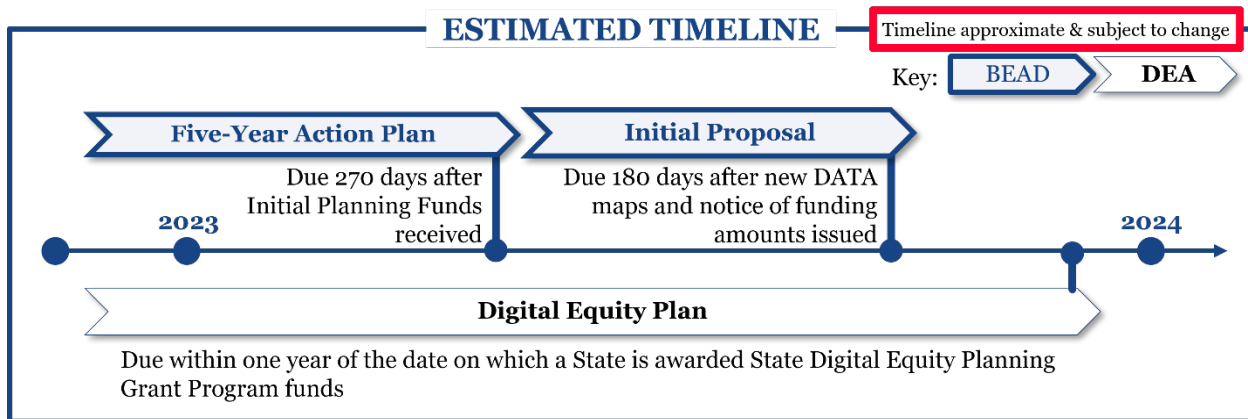 ESTIMATED TIMELINE
Timeline approximate & subject to change
Key:
BEAD
DEA
Five-Year Action Plan
Initial Proposal
Due 270 days after
Initial Planning Funds
received
Due 180 days after new DATA
maps and notice of funding
amounts issued
2023
2024
Digital Equity Plan
Due within one year of the date on which a State is awarded State Digital Equity Planning
Grant Program funds